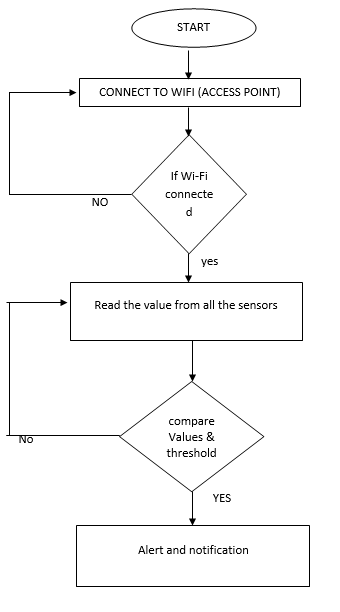 START
CONNECT TO WIFI (ACCESS POINT)
If Wi-Fi
connecte
d
NO
yes
Read the value from all the sensors
compare
Values &
threshold
No
YES
Alert and notification